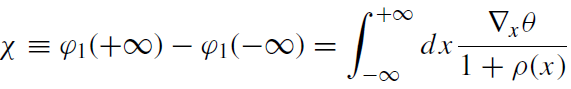 χ ≡ φ₁(+∞) − φ₁(−∞) = ∫_{−∞}^{+∞} dx ∇ₓθ / (1 + ρ(x))